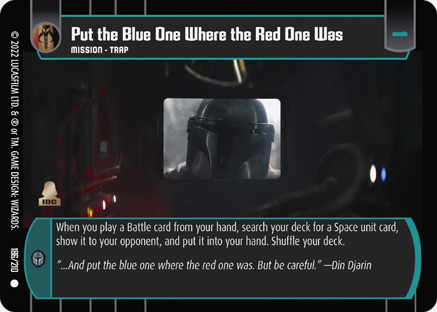 Put the Blue One Where the Red One Was
MISSION - TRAP
© 2022 LUCASFILM LTD. & ® or TM. GAME DESIGN: WIZARDS.
IDC
When you play a Battle card from your hand, search your deck for a Space unit card,
show it to your opponent, and put it into your hand. Shuffle your deck.
"...And put the blue one where the red one was. But be careful." —Din Djarin